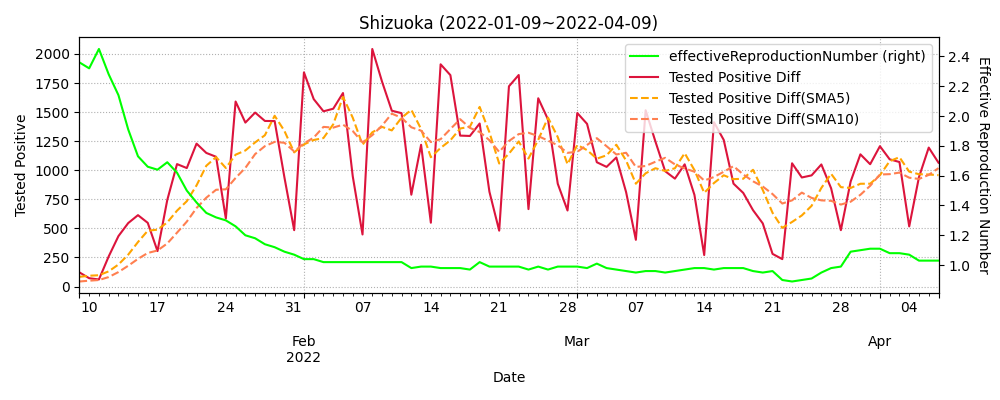 Shizuoka (2022-01-09~2022-04-09)
effectiveReproductionNumber (right)
Tested Positive Diff
Tested Positive Diff(SMA5)
Tested Positive Diff(SMA10)
Tested Positive
2000
1750
1500
1250
1000
750
500
250
0
2.4
2.2
2.0
1.8
1.6
1.4
1.2
1.0
Effective Reproduction Number
10 17 24 31 07 14 21 28 07 14 21 28 04
Feb Mar Apr
2022
Date